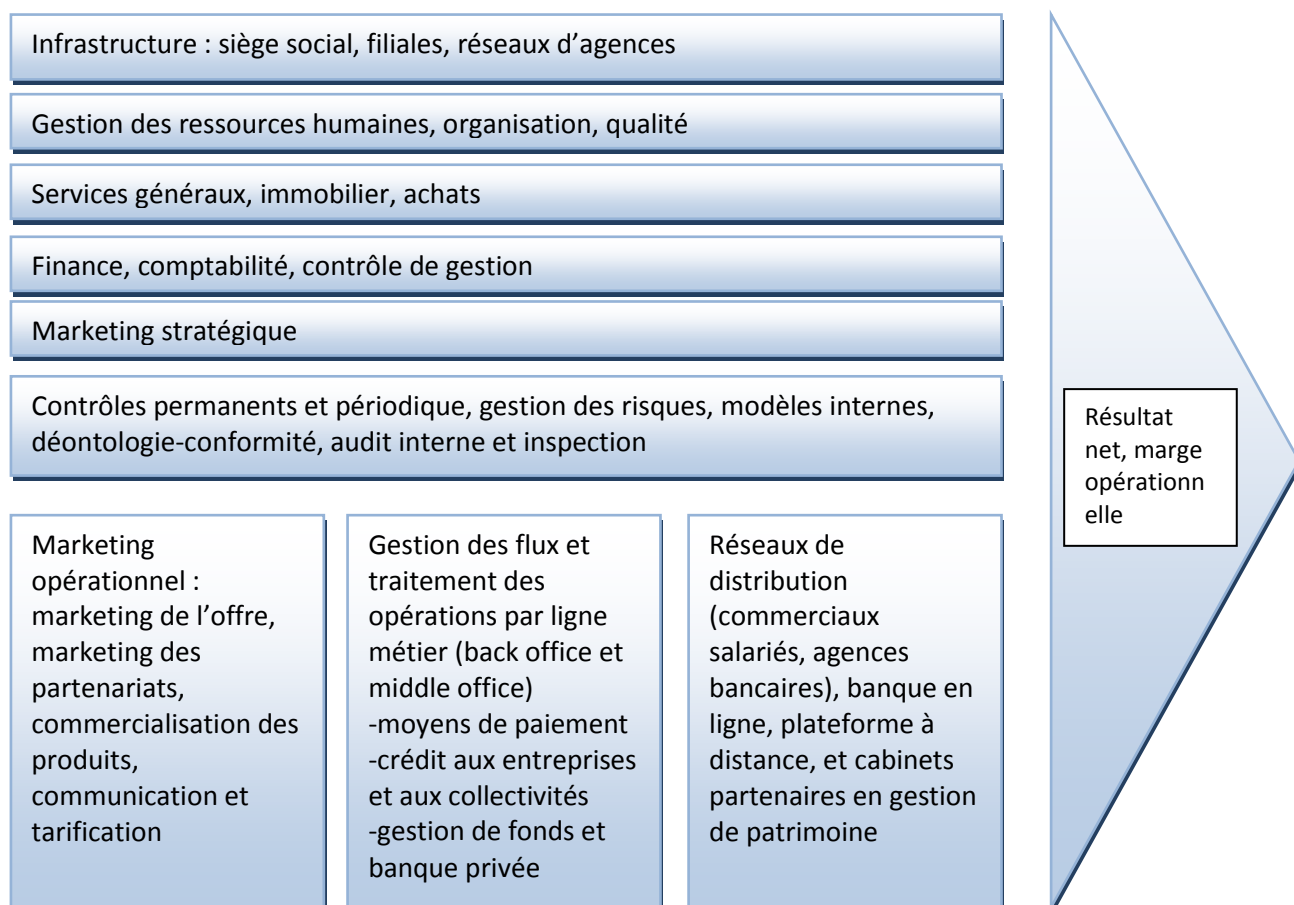 Infrastructure : siège social, filiales, réseaux d’agences
Gestion des ressources humaines, organisation, qualité
Services généraux, immobilier, achats
Finance, comptabilité, contrôle de gestion
Marketing stratégique
Contrôles permanents et périodique, gestion des risques, modèles internes,
déontologie-conformité, audit interne et inspection
Marketing
opérationnel :
marketing de l’offre,
marketing des
partenariats,
commercialisation des
produits,
communication et
tarification
Gestion des flux et
traitement des
opérations par ligne
métier (back office et
middle office)
-moyens de paiement
-crédit aux entreprises
et aux collectivités
-gestion de fonds et
banque privée
Réseaux de
distribution
(commerciaux
salariés, agences
bancaires), banque en
ligne, plateforme à
distance, et cabinets
partenaires en gestion
de patrimoine
Résultat
net, marge
opérationn
elle